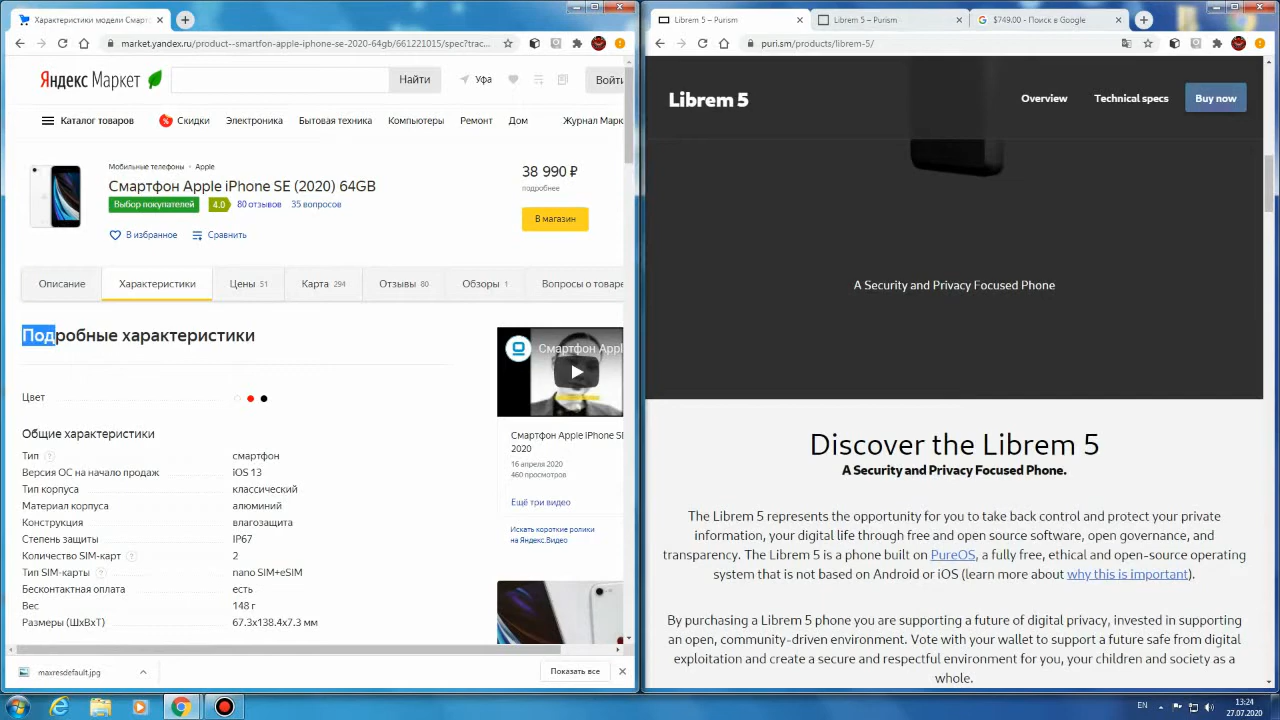 Характеристики модели Смарт
market.yandex.ru/product--smartfon-apple-iphone-se-2020-64gb/661221015/spec?trac...
Яндекс Маркет
Найти
Уфа
Войти
Каталог товаров
Скидки
Электроника
Бытовая техника
Компьютеры
Ремонт
Дом
Журнал Марк
Мобильные телефоны · Apple
Смартфон Apple iPhone SE (2020) 64GB
Выбор покупателей
4.0
80 отзывов
35 вопросов
В избранное
Сравнить
38 990 ₽
подробнее
В магазин
Описание
Характеристики
Цены 51
Карта 294
Отзывы 80
Обзоры 1
Вопросы о товаре
Подробные характеристики
Цвет
Общие характеристики
Тип ? смартфон
Версия ОС на начало продаж iOS 13
Тип корпуса классический
Материал корпуса алюминий
Конструкция влагозащита
Степень защиты IP67
Количество SIM-карт ? 2
Тип SIM-карты ? nano SIM+eSIM
Бесконтактная оплата есть
Вес 148 г
Размеры (ШxВxТ) 67.3x138.4x7.3 мм
Смартфон Appl
Смартфон Apple iPhone SE
2020
16 апреля 2020
460 просмотров
Ещё три видео
Искать короткие ролики
на Яндекс.Видео
maxresdefault.jpg
Показать все
Librem 5 – Purism
Librem 5 – Purism
$749.00 - Поиск в Google
puri.sm/products/librem-5/
Librem 5
Overview
Technical specs
Buy now
A Security and Privacy Focused Phone
Discover the Librem 5
A Security and Privacy Focused Phone.
The Librem 5 represents the opportunity for you to take back control and protect your private
information, your digital life through free and open source software, open governance, and
transparency. The Librem 5 is a phone built on PureOS, a fully free, ethical and open-source operating
system that is not based on Android or iOS (learn more about why this is important).
By purchasing a Librem 5 phone you are supporting a future of digital privacy, invested in supporting
an open, community-driven environment. Vote with your wallet to support a future safe from digital
exploitation and create a secure and respectful environment for you, your children and society as a
whole.
EN
13:24
27.07.2020